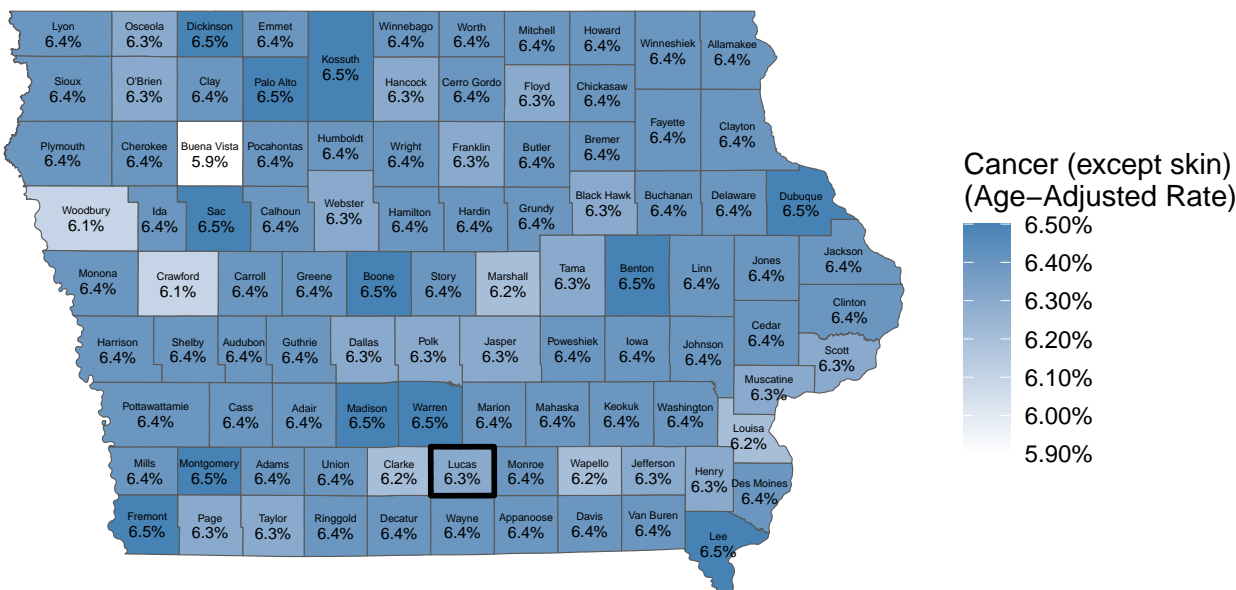 Lyon
6.4%
Osceola
6.3%
Dickinson
6.5%
Emmet
6.4%
Kossuth
6.5%
Winnebago
6.4%
Worth
6.4%
Mitchell
6.4%
Howard
6.4%
Winneshiek
6.4%
Allamakee
6.4%
Sioux
6.4%
O'Brien
6.3%
Clay
6.4%
Palo Alto
6.5%
Hancock
6.3%
Cerro Gordo
6.4%
Floyd
6.3%
Chickasaw
6.4%
Fayette
6.4%
Clayton
6.4%
Plymouth
6.4%
Cherokee
6.4%
Buena Vista
5.9%
Pocahontas
6.4%
Humboldt
6.4%
Wright
6.4%
Franklin
6.3%
Butler
6.4%
Bremer
6.4%
Woodbury
6.1%
Ida
6.4%
Sac
6.5%
Calhoun
6.4%
Webster
6.3%
Hamilton
6.4%
Hardin
6.4%
Grundy
6.4%
Black Hawk
6.3%
Buchanan
6.4%
Delaware
6.4%
Dubuque
6.5%
Monona
6.4%
Crawford
6.1%
Carroll
6.4%
Greene
6.4%
Boone
6.5%
Story
6.4%
Marshall
6.2%
Tama
6.3%
Benton
6.5%
Linn
6.4%
Jones
6.4%
Jackson
6.4%
Clinton
6.4%
Harrison
6.4%
Shelby
6.4%
Audubon
6.4%
Guthrie
6.4%
Dallas
6.3%
Polk
6.3%
Jasper
6.3%
Poweshiek
6.4%
Iowa
6.4%
Johnson
6.4%
Cedar
6.4%
Scott
6.3%
Muscatine
6.3%
Pottawattamie
6.4%
Cass
6.4%
Adair
6.4%
Madison
6.5%
Warren
6.5%
Marion
6.4%
Mahaska
6.4%
Keokuk
6.4%
Washington
6.4%
Louisa
6.2%
Mills
6.4%
Montgomery
6.5%
Adams
6.4%
Union
6.4%
Clarke
6.2%
Lucas
6.3%
Monroe
6.4%
Wapello
6.2%
Jefferson
6.3%
Henry
6.3%
Des Moines
6.4%
Fremont
6.5%
Page
6.3%
Taylor
6.3%
Ringgold
6.4%
Decatur
6.4%
Wayne
6.4%
Appanoose
6.4%
Davis
6.4%
Van Buren
6.4%
Lee
6.5%
Cancer (except skin)
(Age−Adjusted Rate)
6.50%
6.40%
6.30%
6.20%
6.10%
6.00%
5.90%